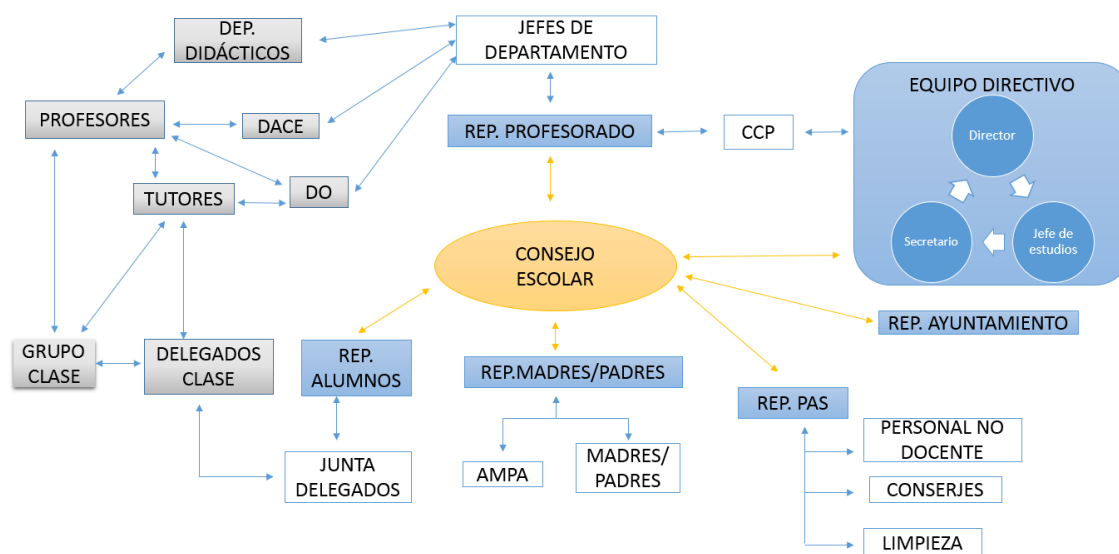 DEP.
DIDÁCTICOS
JEFES DE
DEPARTAMENTO
EQUIPO DIRECTIVO
Director
Secretario
Jefe de
estudios
PROFESORES
DACE
REP. PROFESORADO
CCP
TUTORES
DO
CONSEJO
ESCOLAR
REP. AYUNTAMIENTO
GRUPO
CLASE
DELEGADOS
CLASE
REP.
ALUMNOS
REP.MADRES/PADRES
REP. PAS
JUNTA
DELEGADOS
AMPA
MADRES/
PADRES
PERSONAL NO
DOCENTE
CONSERJES
LIMPIEZA